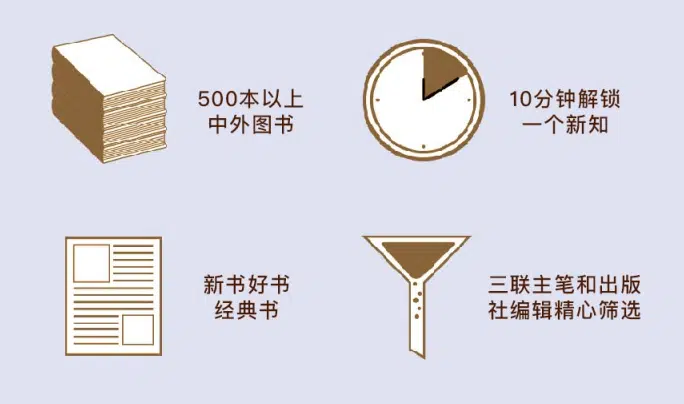 500本以上
中外图书
10分钟解锁
一个新知
新书好书
经典书
三联主笔和出版
社编辑精心筛选